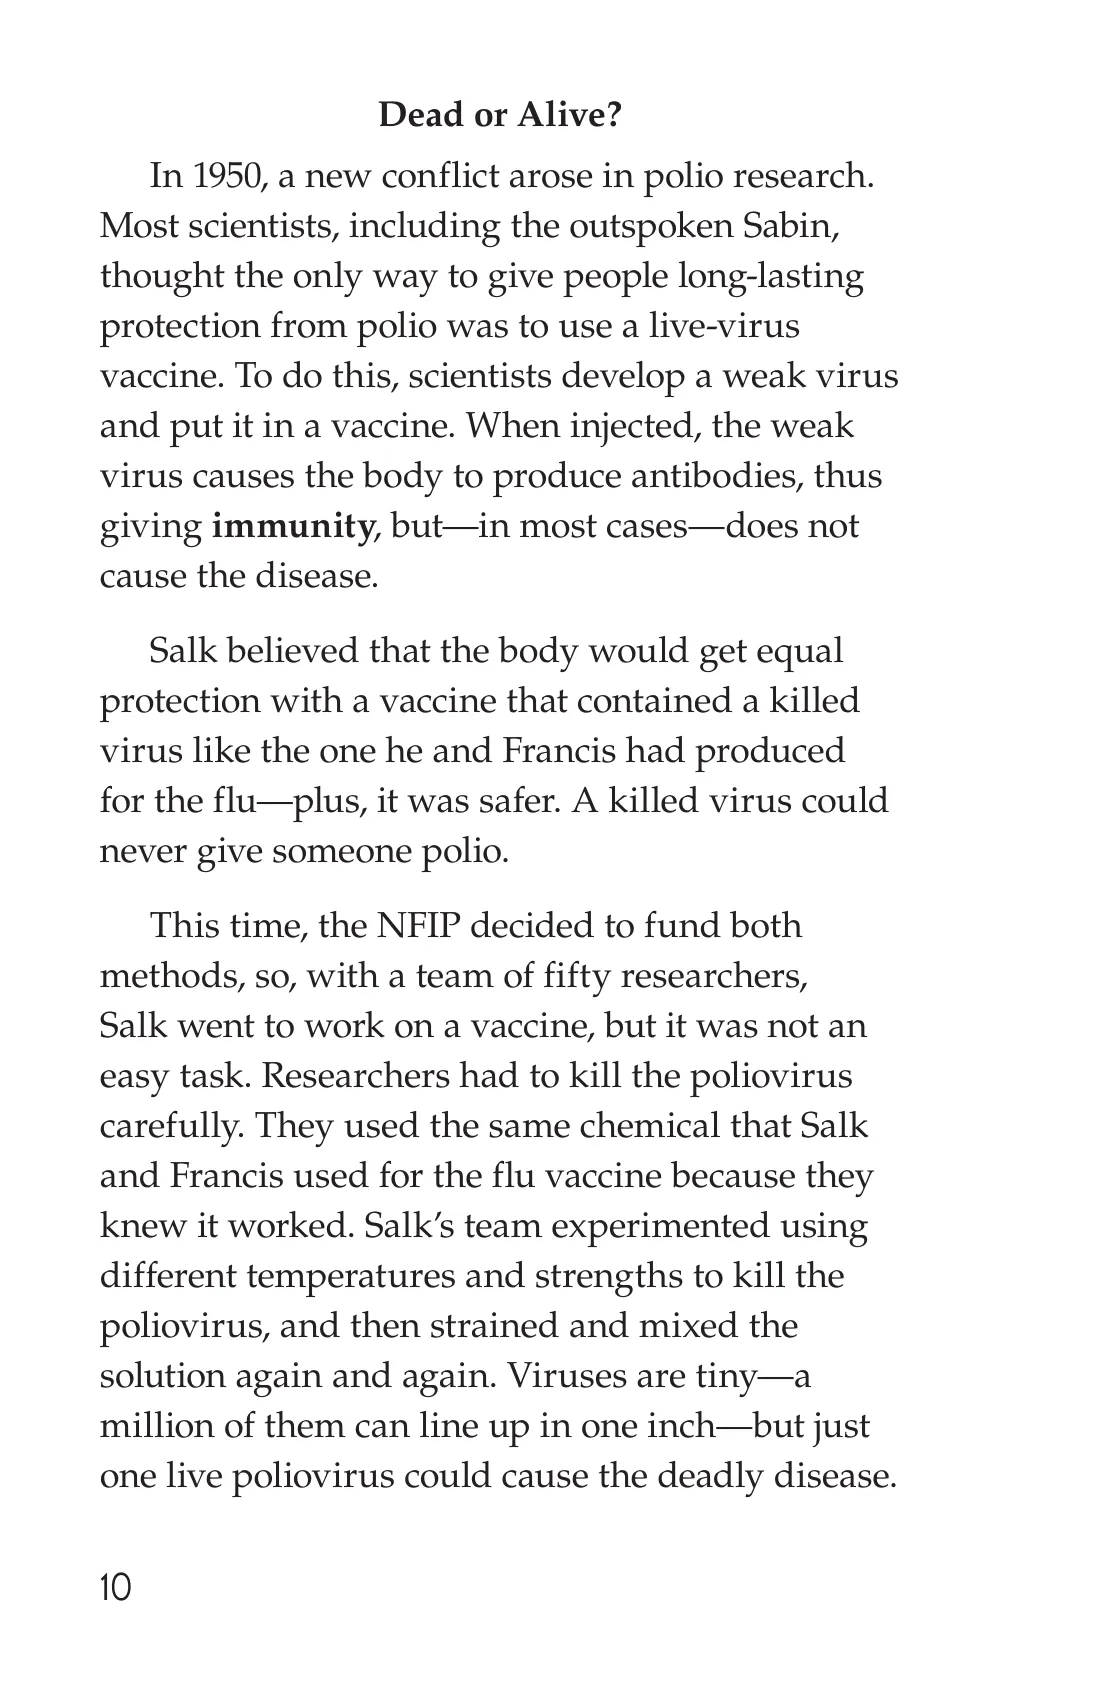 Dead or Alive?
In 1950, a new conflict arose in polio research.
Most scientists, including the outspoken Sabin,
thought the only way to give people long-lasting
protection from polio was to use a live-virus
vaccine. To do this, scientists develop a weak virus
and put it in a vaccine. When injected, the weak
virus causes the body to produce antibodies, thus
giving immunity, but—in most cases—does not
cause the disease.
Salk believed that the body would get equal
protection with a vaccine that contained a killed
virus like the one he and Francis had produced
for the flu—plus, it was safer. A killed virus could
never give someone polio.
This time, the NFIP decided to fund both
methods, so, with a team of fifty researchers,
Salk went to work on a vaccine, but it was not an
easy task. Researchers had to kill the poliovirus
carefully. They used the same chemical that Salk
and Francis used for the flu vaccine because they
knew it worked. Salk’s team experimented using
different temperatures and strengths to kill the
poliovirus, and then strained and mixed the
solution again and again. Viruses are tiny—a
million of them can line up in one inch—but just
one live poliovirus could cause the deadly disease.
10